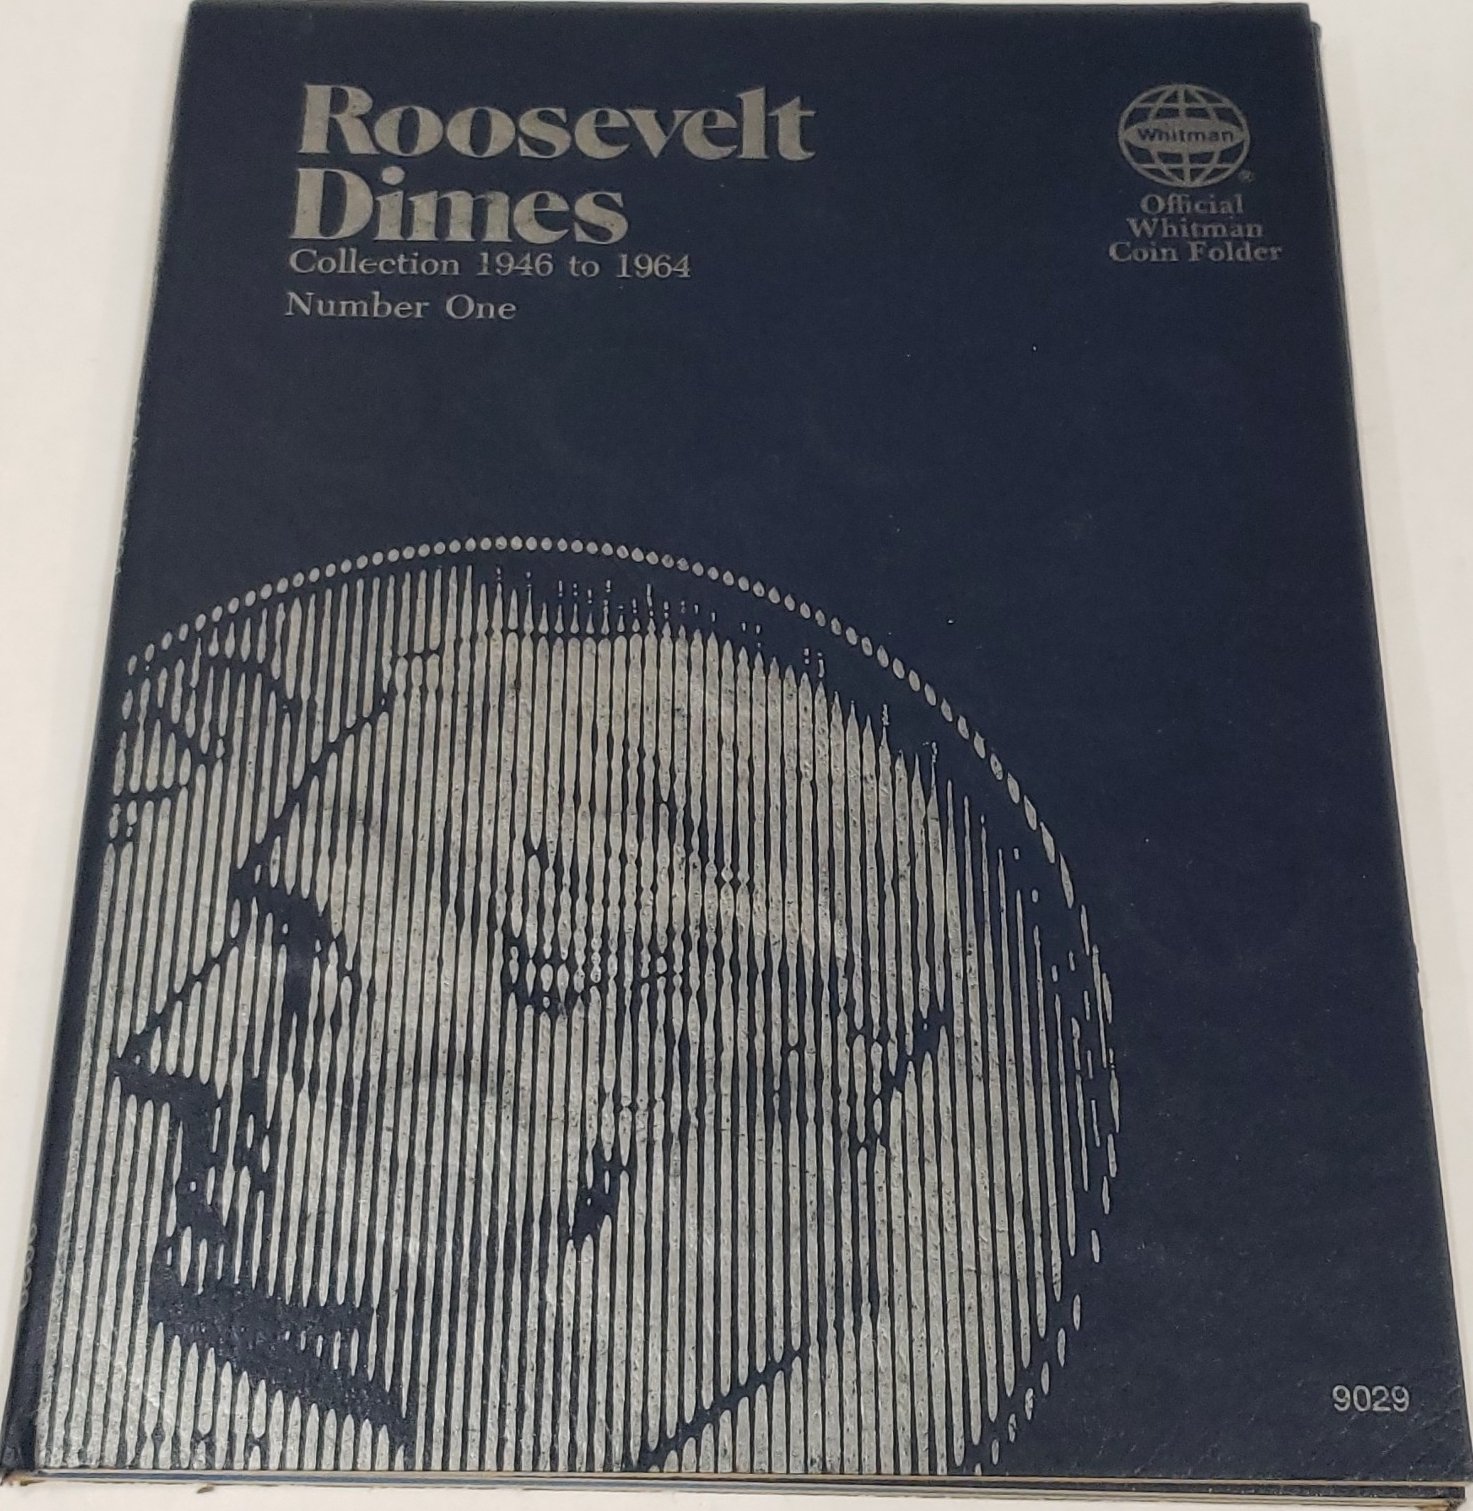 Roosevelt
Dimes
Collection 1946 to 1964
Number One
Whitman
®
Official
Whitman
Coin Folder
9029